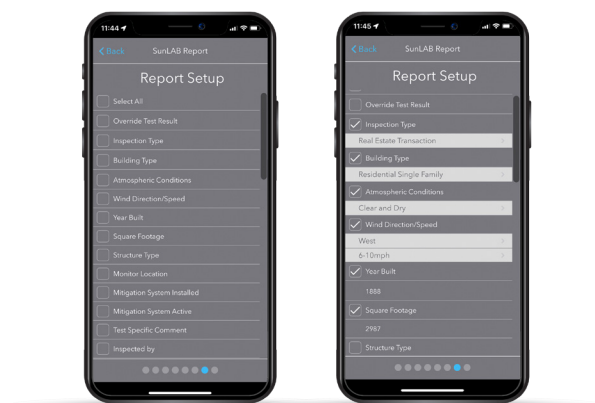 11:44
Back
SunLAB Report
Report Setup
Select All
Override Test Result
Inspection Type
Building Type
Atmospheric Conditions
Wind Direction/Speed
Year Built
Square Footage
Structure Type
Monitor Location
Mitigation System Installed
Mitigation System Active
Test Specific Comment
Inspected by
11:45
Back
SunLAB Report
Report Setup
Override Test Result
Inspection Type
Real Estate Transaction
Building Type
Residential Single Family
Atmospheric Conditions
Clear and Dry
Wind Direction/Speed
West
6-10mph
Year Built
1888
Square Footage
2987
Structure Type